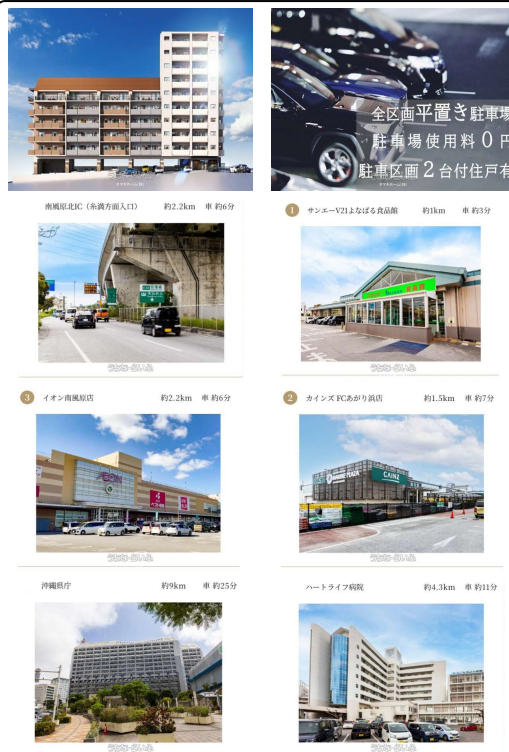 全区画平置き駐車場
駐車場使用料0円
駐車区画2台付住戸有
南風原北IC（糸満方面入口） 約2.2km 車 約6分
1 サンエーV21よなばる食品館 約1km 車 約3分
3 イオン南風原店 約2.2km 車 約6分
2 カインズ FCあがり浜店 約1.5km 車 約7分
AEON
CAINZ
沖縄県庁 約9km 車 約25分
ハートライフ病院 約4.3km 車 約11分